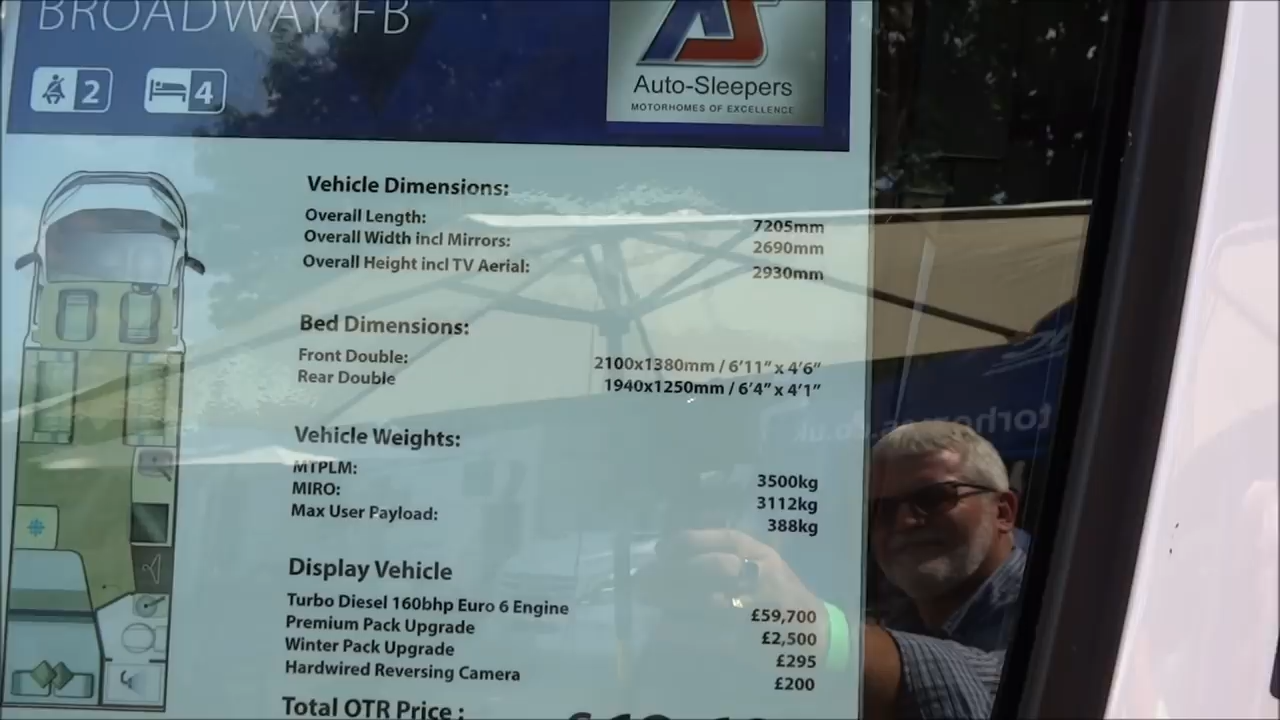 BROADWAY FB
2 4
Auto-Sleepers
MOTORHOMES OF EXCELLENCE
Vehicle Dimensions:
Overall Length: 7205mm
Overall Width incl Mirrors: 2690mm
Overall Height incl TV Aerial: 2930mm
Bed Dimensions:
Front Double: 2100x1380mm / 6'11" x 4'6"
Rear Double 1940x1250mm / 6'4" x 4'1"
Vehicle Weights:
MTPLM: 3500kg
MIRO: 3112kg
Max User Payload: 388kg
Display Vehicle
Turbo Diesel 160bhp Euro 6 Engine £59,700
Premium Pack Upgrade £2,500
Winter Pack Upgrade £295
Hardwired Reversing Camera £200
Total OTR Price :